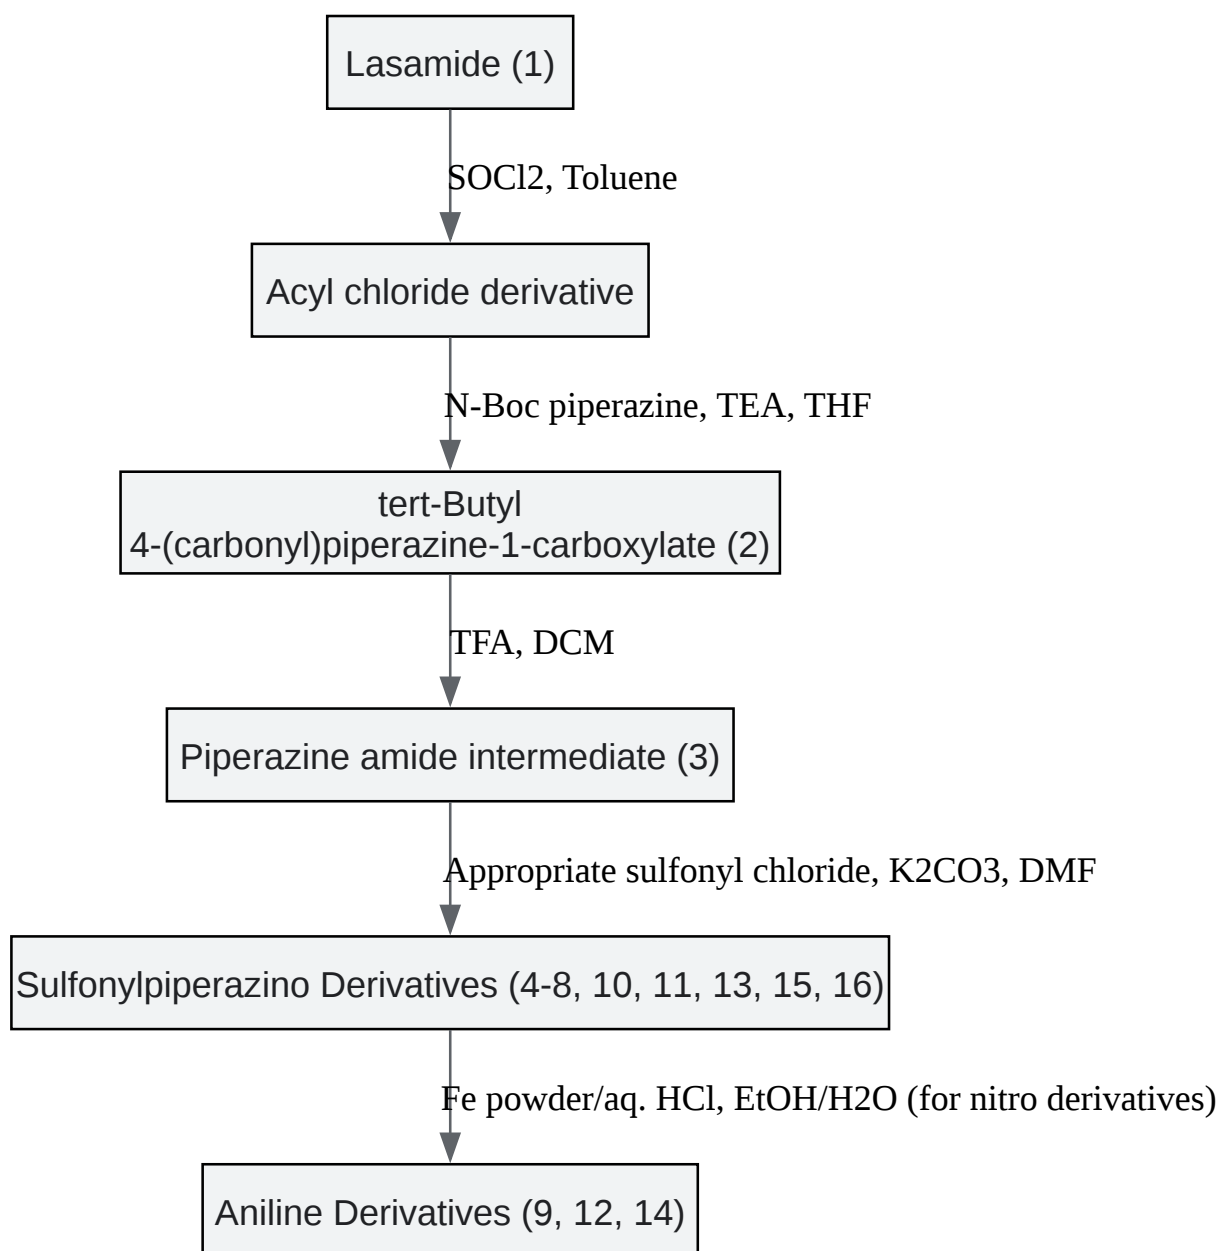 Lasamide (1)
SOCl2, Toluene
Acyl chloride derivative
N-Boc piperazine, TEA, THF
tert-Butyl
4-(carbonyl)piperazine-1-carboxylate (2)
TFA, DCM
Piperazine amide intermediate (3)
Appropriate sulfonyl chloride, K2CO3, DMF
Sulfonylpiperazino Derivatives (4-8, 10, 11, 13, 15, 16)
Fe powder/aq. HCl, EtOH/H2O (for nitro derivatives)
Aniline Derivatives (9, 12, 14)